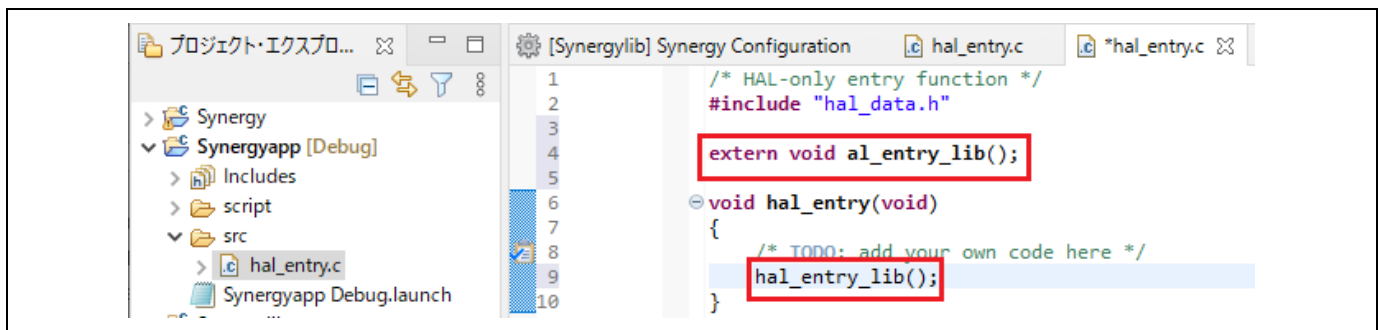 プロジェクト・エクスプロ...
Synergy
Synergyapp [Debug]
Includes
script
src
hal_entry.c
Synergyapp Debug.launch
[Synergylib] Synergy Configuration
hal_entry.c
*hal_entry.c
1 /* HAL-only entry function */
2 #include "hal_data.h"
3
4 extern void al_entry_lib();
5
6 void hal_entry(void)
7 {
8 /* TODO: add your own code here */
9 hal_entry_lib();
10 }